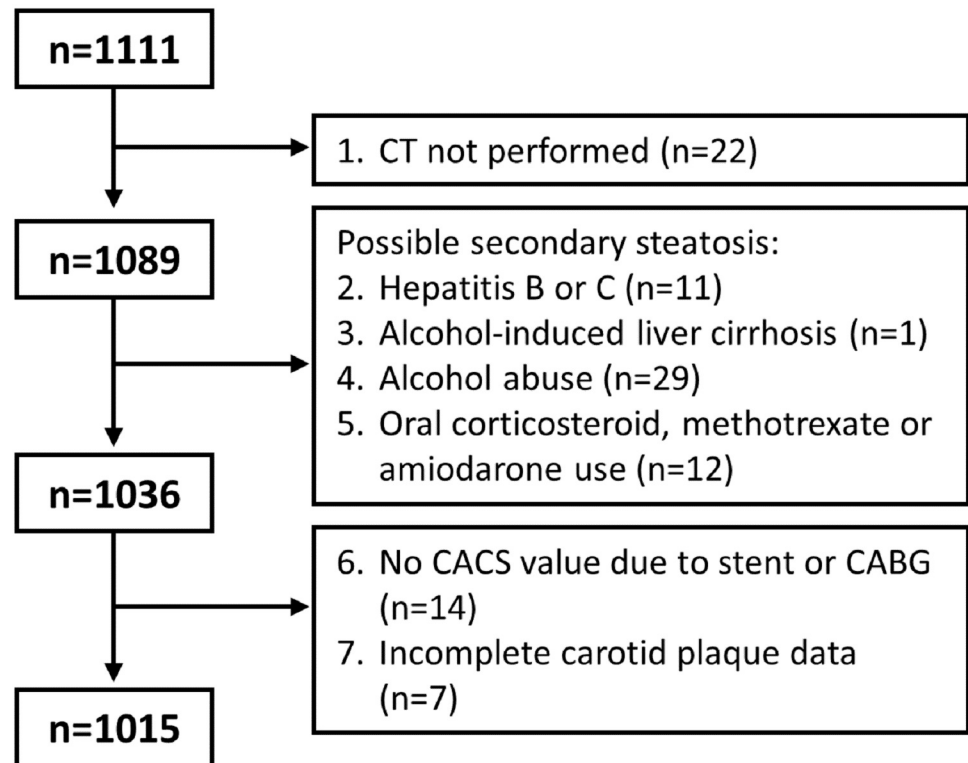 n=1111
1. CT not performed (n=22)
n=1089
Possible secondary steatosis:
2. Hepatitis B or C (n=11)
3. Alcohol-induced liver cirrhosis (n=1)
4. Alcohol abuse (n=29)
5. Oral corticosteroid, methotrexate or
amiodarone use (n=12)
n=1036
6. No CACS value due to stent or CABG
(n=14)
7. Incomplete carotid plaque data
(n=7)
n=1015